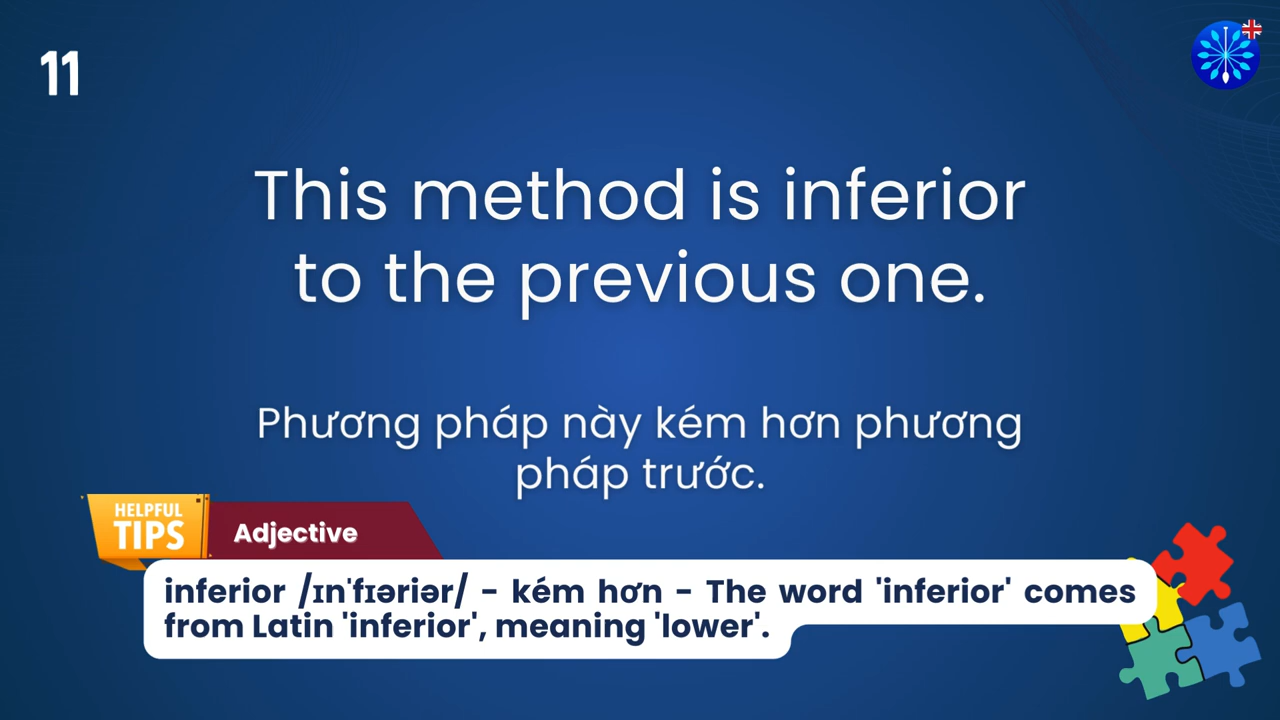 11
This method is inferior
to the previous one.
Phương pháp này kém hơn phương
pháp trước.
HELPFUL
TIPS
Adjective
inferior /ɪnˈfɪəriər/ - kém hơn - The word 'inferior' comes
from Latin 'inferior', meaning 'lower'.